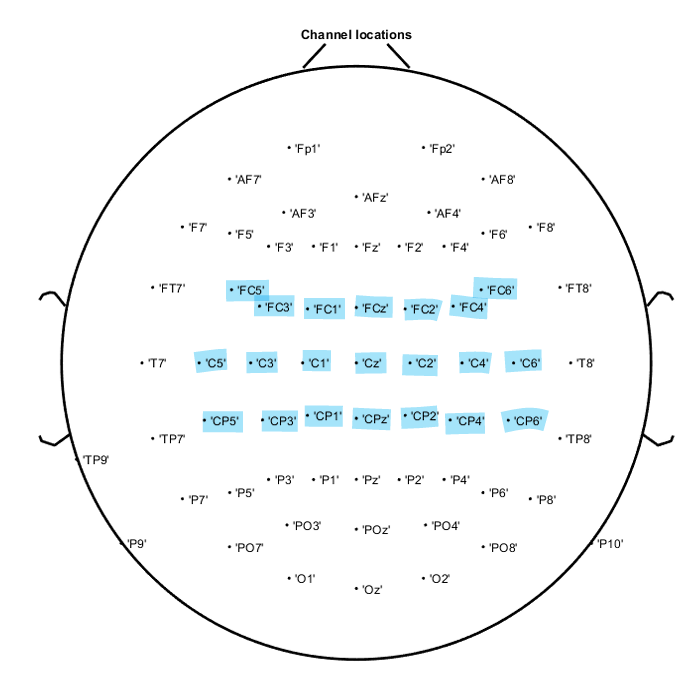 Channel locations
'Fp1' 'Fp2'
'AF7' 'AF8'
'AFz'
'AF3' 'AF4'
'F7' 'F5' 'F6' 'F8'
'F3' 'F1' 'Fz' 'F2' 'F4'
'FT7' 'FC5' 'FC6' 'FT8'
'FC3' 'FC1' 'FCz' 'FC2' 'FC4'
'T7' 'C5' 'C3' 'C1' 'Cz' 'C2' 'C4' 'C6' 'T8'
'CP5' 'CP3' 'CP1' 'CPz' 'CP2' 'CP4' 'CP6'
'TP7' 'TP8'
'TP9'
'P3' 'P1' 'Pz' 'P2' 'P4'
'P7' 'P5' 'P6' 'P8'
'PO3' 'POz' 'PO4'
'P9' 'PO7' 'PO8' 'P10'
'O1' 'Oz' 'O2'